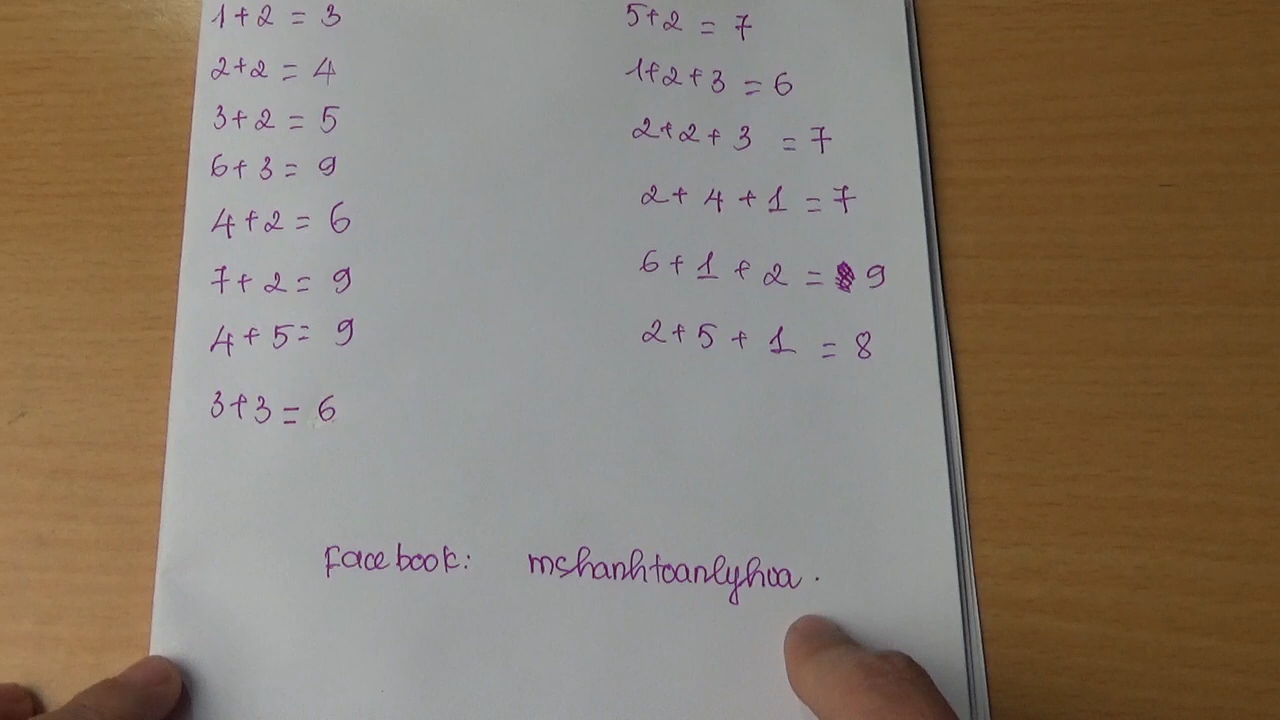 1+2 = 3
2+2 = 4
3+2 = 5
6+3 = 9
4+2 = 6
7+2 = 9
4+5 = 9
3+3 = 6
5+2 = 7
1+2+3 = 6
2+2+3 = 7
2+4+1 = 7
6+1+2 = 9
2+5+1 = 8
Facebook: mshanhtoanlyhoa.